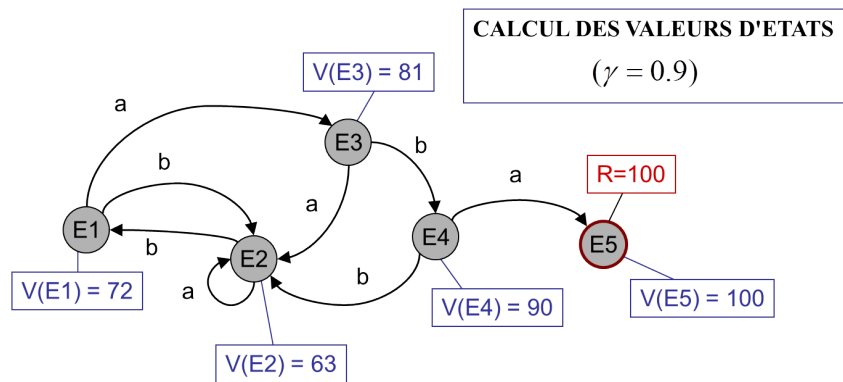 CALCUL DES VALEURS D'ETATS
(γ = 0.9)
V(E3) = 81
a
E3
b
b
a
a
R=100
E1
E4
E5
b
E2
b
a
V(E1) = 72
V(E4) = 90
V(E5) = 100
V(E2) = 63